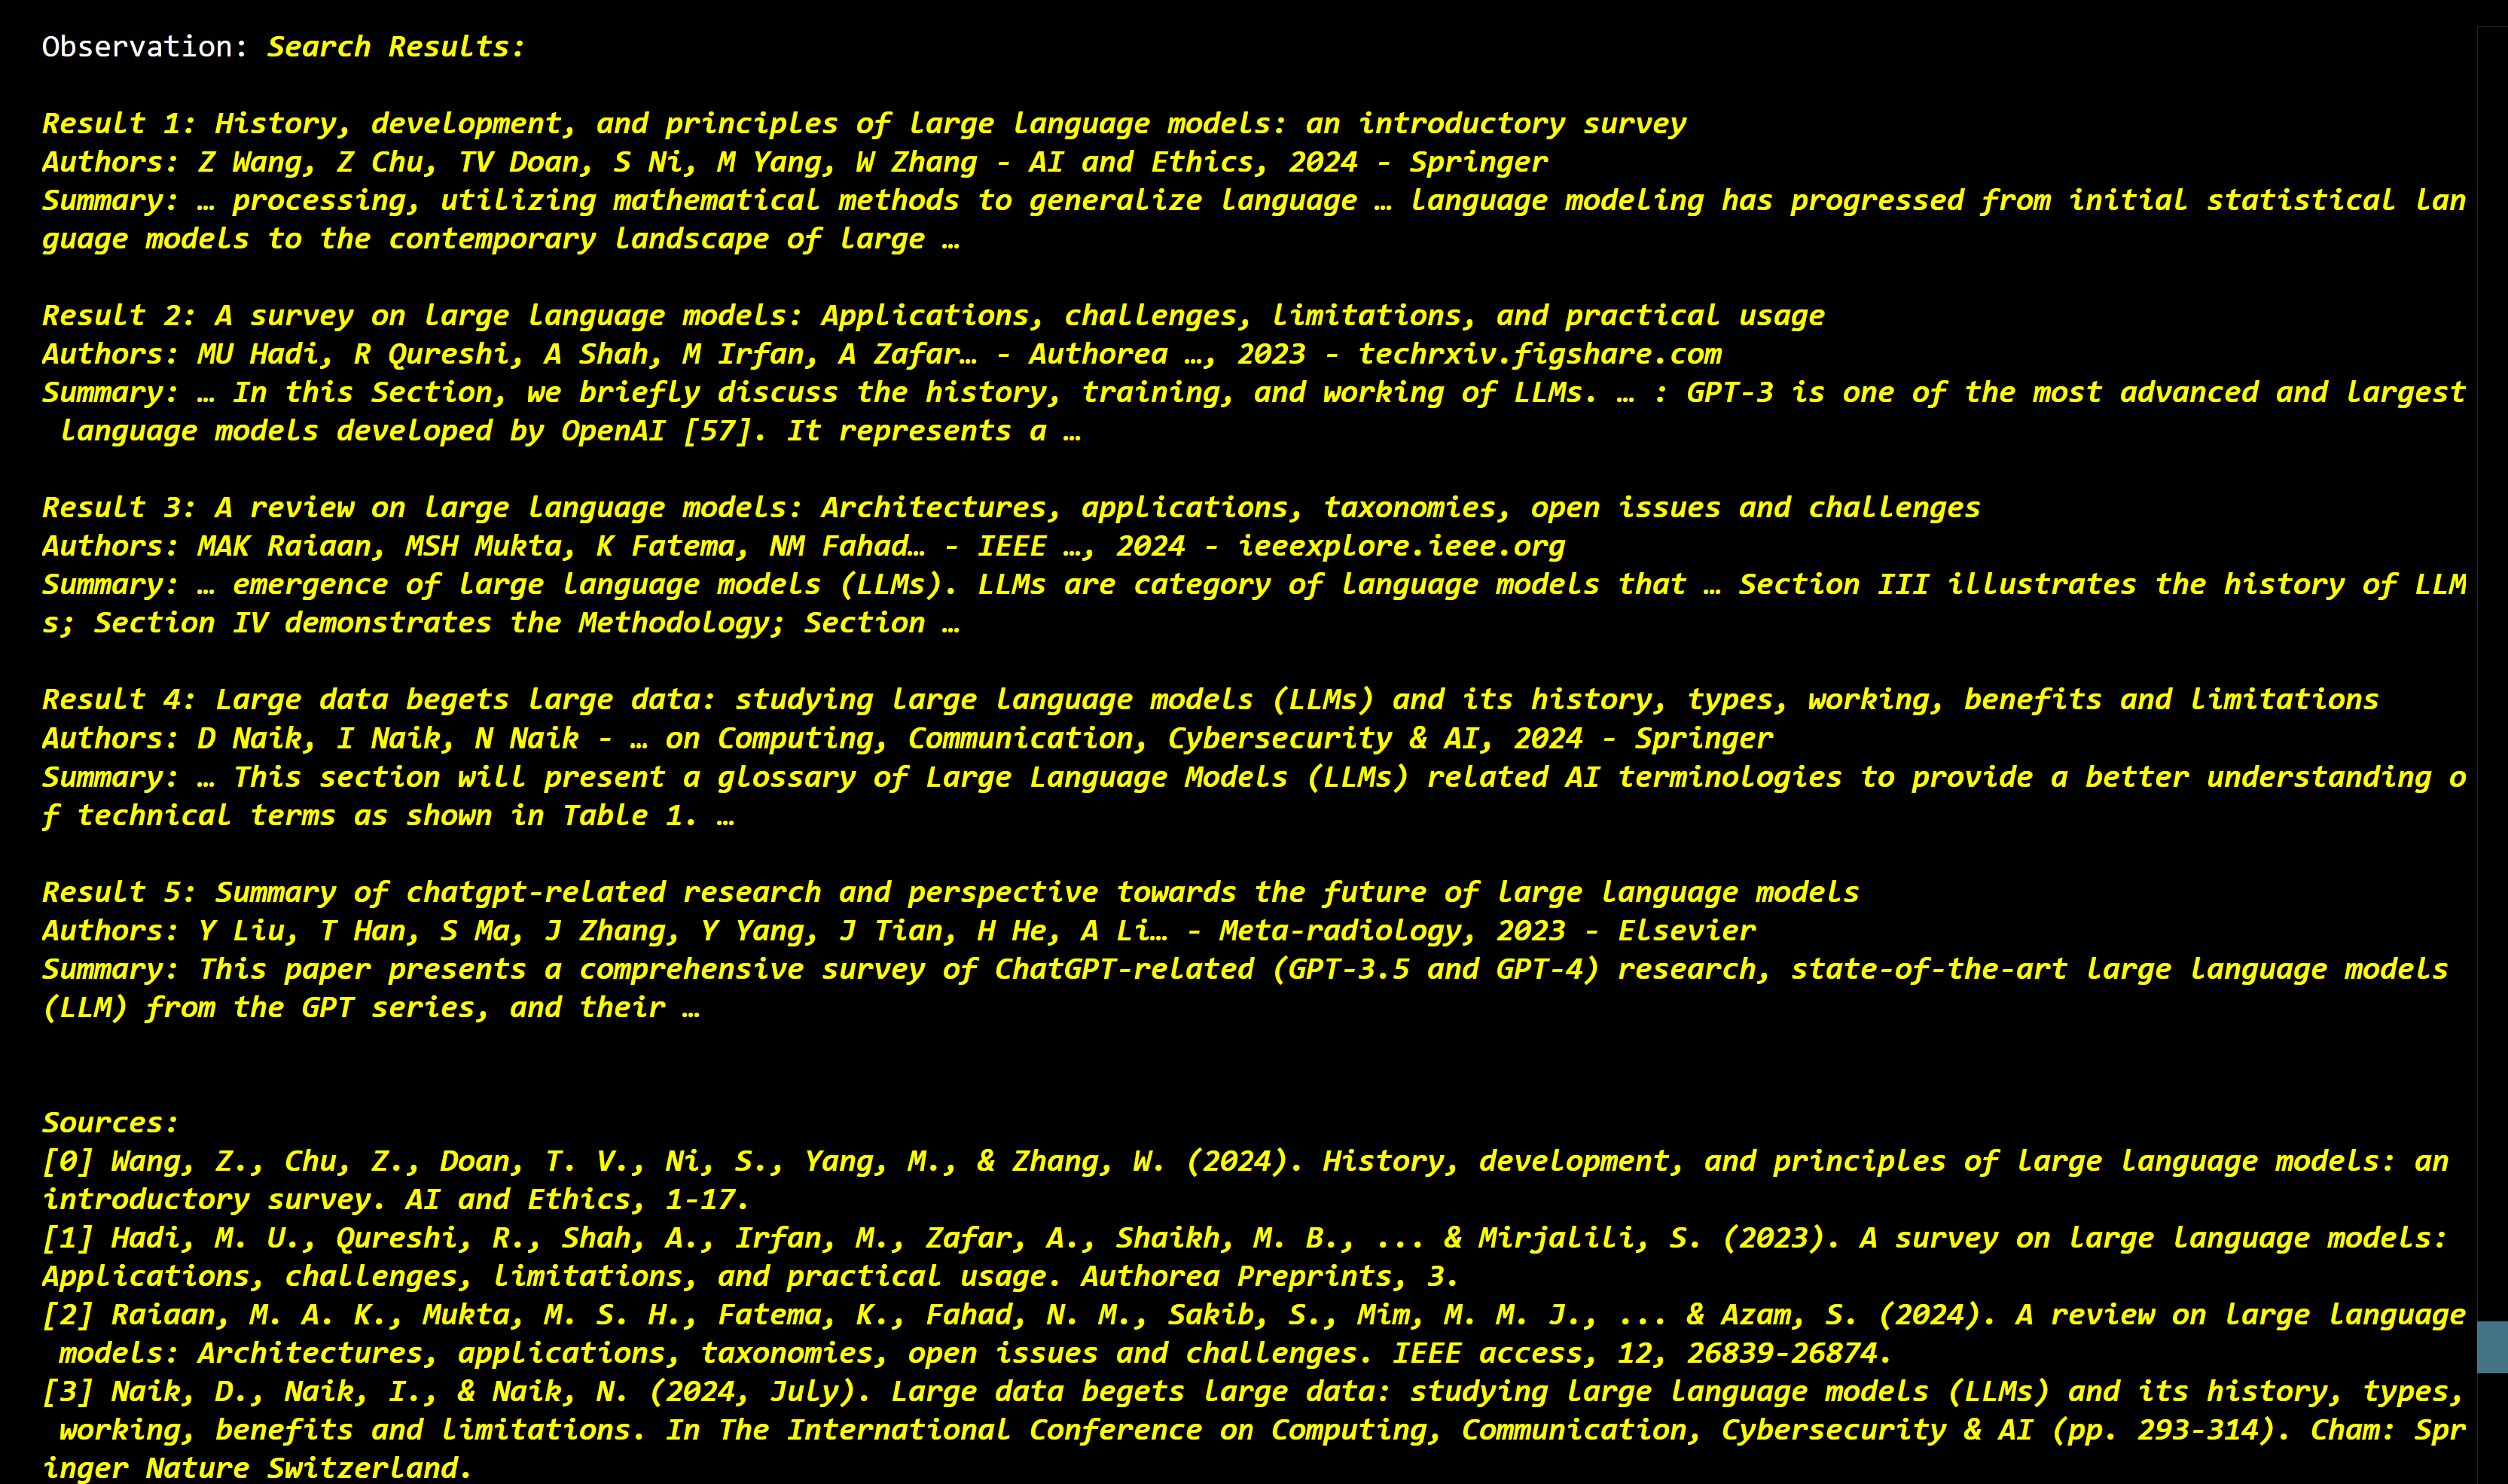 Observation: Search Results:
Result 1: History, development, and principles of large language models: an introductory survey
Authors: Z Wang, Z Chu, TV Doan, S Ni, M Yang, W Zhang - AI and Ethics, 2024 - Springer
Summary: … processing, utilizing mathematical methods to generalize language … language modeling has progressed from initial statistical lan
guage models to the contemporary landscape of large …
Result 2: A survey on large language models: Applications, challenges, limitations, and practical usage
Authors: MU Hadi, R Qureshi, A Shah, M Irfan, A Zafar… - Authorea …, 2023 - techrxiv.figshare.com
Summary: … In this Section, we briefly discuss the history, training, and working of LLMs. … : GPT-3 is one of the most advanced and largest
language models developed by OpenAI [57]. It represents a …
Result 3: A review on large language models: Architectures, applications, taxonomies, open issues and challenges
Authors: MAK Raiaan, MSH Mukta, K Fatema, NM Fahad… - IEEE …, 2024 - ieeexplore.ieee.org
Summary: … emergence of large language models (LLMs). LLMs are category of language models that … Section III illustrates the history of LLM
s; Section IV demonstrates the Methodology; Section …
Result 4: Large data begets large data: studying large language models (LLMs) and its history, types, working, benefits and limitations
Authors: D Naik, I Naik, N Naik - … on Computing, Communication, Cybersecurity & AI, 2024 - Springer
Summary: … This section will present a glossary of Large Language Models (LLMs) related AI terminologies to provide a better understanding o
f technical terms as shown in Table 1. …
Result 5: Summary of chatgpt-related research and perspective towards the future of large language models
Authors: Y Liu, T Han, S Ma, J Zhang, Y Yang, J Tian, H He, A Li… - Meta-radiology, 2023 - Elsevier
Summary: This paper presents a comprehensive survey of ChatGPT-related (GPT-3.5 and GPT-4) research, state-of-the-art large language models
(LLM) from the GPT series, and their …
Sources:
[0] Wang, Z., Chu, Z., Doan, T. V., Ni, S., Yang, M., & Zhang, W. (2024). History, development, and principles of large language models: an
introductory survey. AI and Ethics, 1-17.
[1] Hadi, M. U., Qureshi, R., Shah, A., Irfan, M., Zafar, A., Shaikh, M. B., ... & Mirjalili, S. (2023). A survey on large language models:
Applications, challenges, limitations, and practical usage. Authorea Preprints, 3.
[2] Raiaan, M. A. K., Mukta, M. S. H., Fatema, K., Fahad, N. M., Sakib, S., Mim, M. M. J., ... & Azam, S. (2024). A review on large language
models: Architectures, applications, taxonomies, open issues and challenges. IEEE access, 12, 26839-26874.
[3] Naik, D., Naik, I., & Naik, N. (2024, July). Large data begets large data: studying large language models (LLMs) and its history, types,
working, benefits and limitations. In The International Conference on Computing, Communication, Cybersecurity & AI (pp. 293-314). Cham: Spr
inger Nature Switzerland.